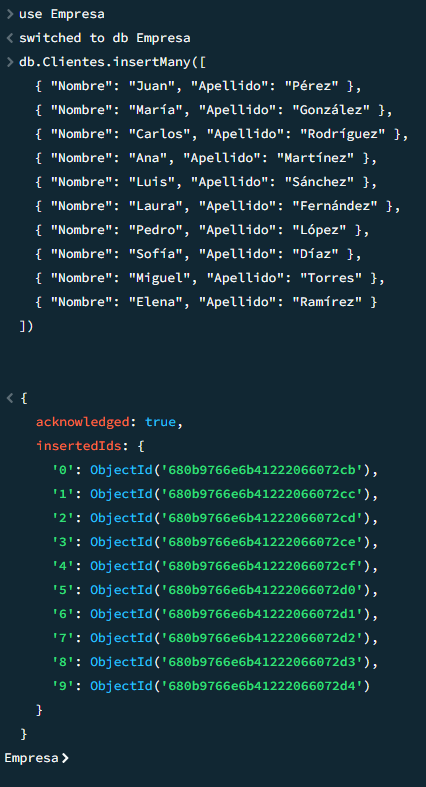 > use Empresa
< switched to db Empresa
> db.Clientes.insertMany([
  { "Nombre": "Juan", "Apellido": "Pérez" },
  { "Nombre": "María", "Apellido": "González" },
  { "Nombre": "Carlos", "Apellido": "Rodríguez" },
  { "Nombre": "Ana", "Apellido": "Martínez" },
  { "Nombre": "Luis", "Apellido": "Sánchez" },
  { "Nombre": "Laura", "Apellido": "Fernández" },
  { "Nombre": "Pedro", "Apellido": "López" },
  { "Nombre": "Sofía", "Apellido": "Díaz" },
  { "Nombre": "Miguel", "Apellido": "Torres" },
  { "Nombre": "Elena", "Apellido": "Ramírez" }
])
< {
  acknowledged: true,
  insertedIds: {
    '0': ObjectId('680b9766e6b41222066072cb'),
    '1': ObjectId('680b9766e6b41222066072cc'),
    '2': ObjectId('680b9766e6b41222066072cd'),
    '3': ObjectId('680b9766e6b41222066072ce'),
    '4': ObjectId('680b9766e6b41222066072cf'),
    '5': ObjectId('680b9766e6b41222066072d0'),
    '6': ObjectId('680b9766e6b41222066072d1'),
    '7': ObjectId('680b9766e6b41222066072d2'),
    '8': ObjectId('680b9766e6b41222066072d3'),
    '9': ObjectId('680b9766e6b41222066072d4')
  }
}
Empresa>